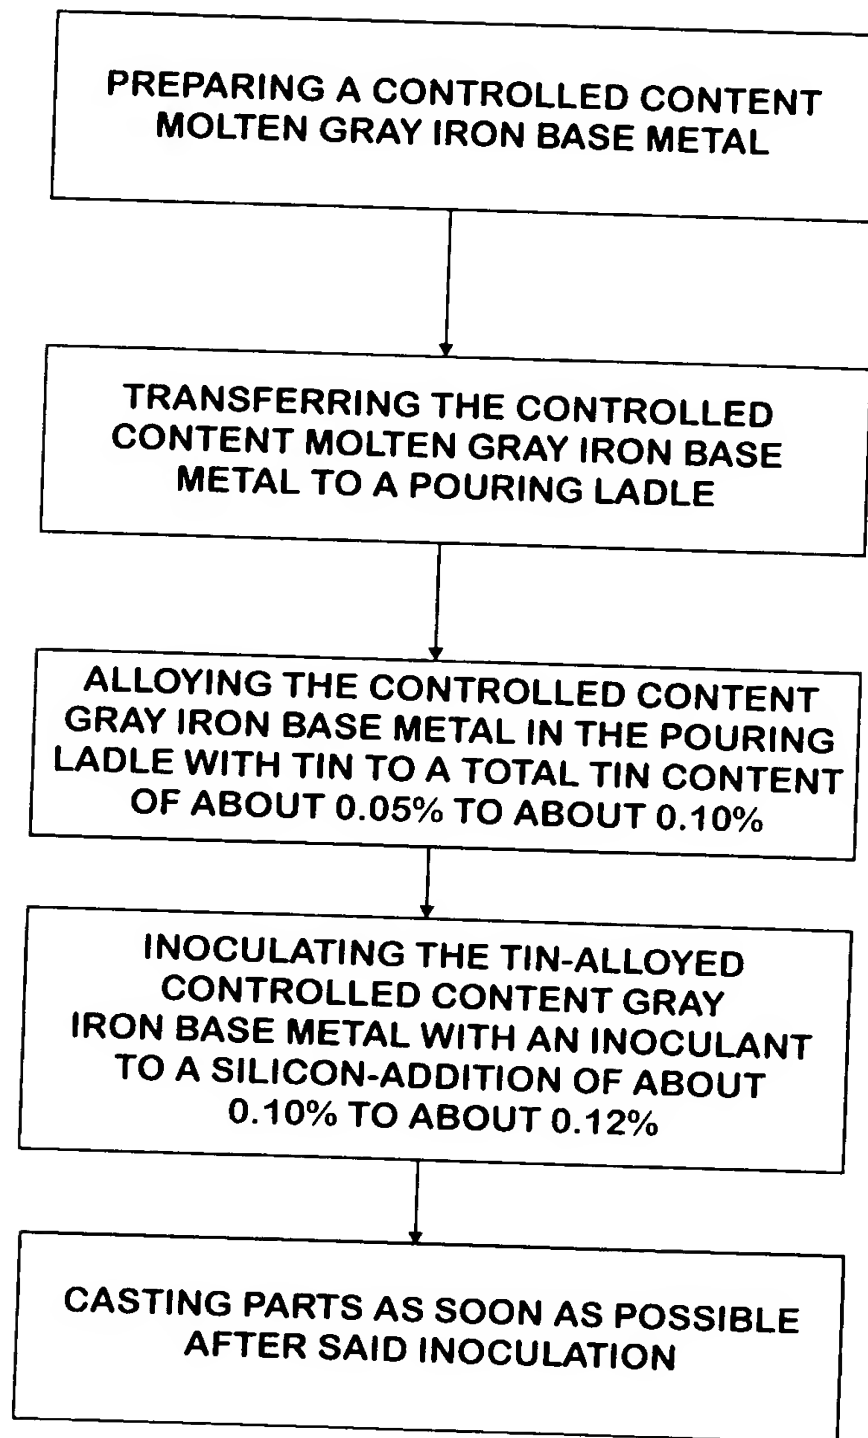 PREPARING A CONTROLLED CONTENT
MOLTEN GRAY IRON BASE METAL
TRANSFERRING THE CONTROLLED
CONTENT MOLTEN GRAY IRON BASE
METAL TO A POURING LADLE
ALLOYING THE CONTROLLED CONTENT
GRAY IRON BASE METAL IN THE POURING
LADLE WITH TIN TO A TOTAL TIN CONTENT
OF ABOUT 0.05% TO ABOUT 0.10%
INOCULATING THE TIN-ALLOYED
CONTROLLED CONTENT GRAY
IRON BASE METAL WITH AN INOCULANT
TO A SILICON-ADDITION OF ABOUT
0.10% TO ABOUT 0.12%
CASTING PARTS AS SOON AS POSSIBLE
AFTER SAID INOCULATION